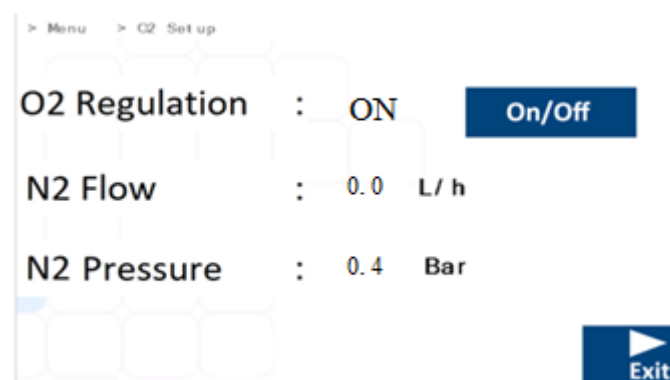 > Menu > O2 Set up
O2 Regulation : ON On/Off
N2 Flow : 0.0 L/ h
N2 Pressure : 0.4 Bar
Exit